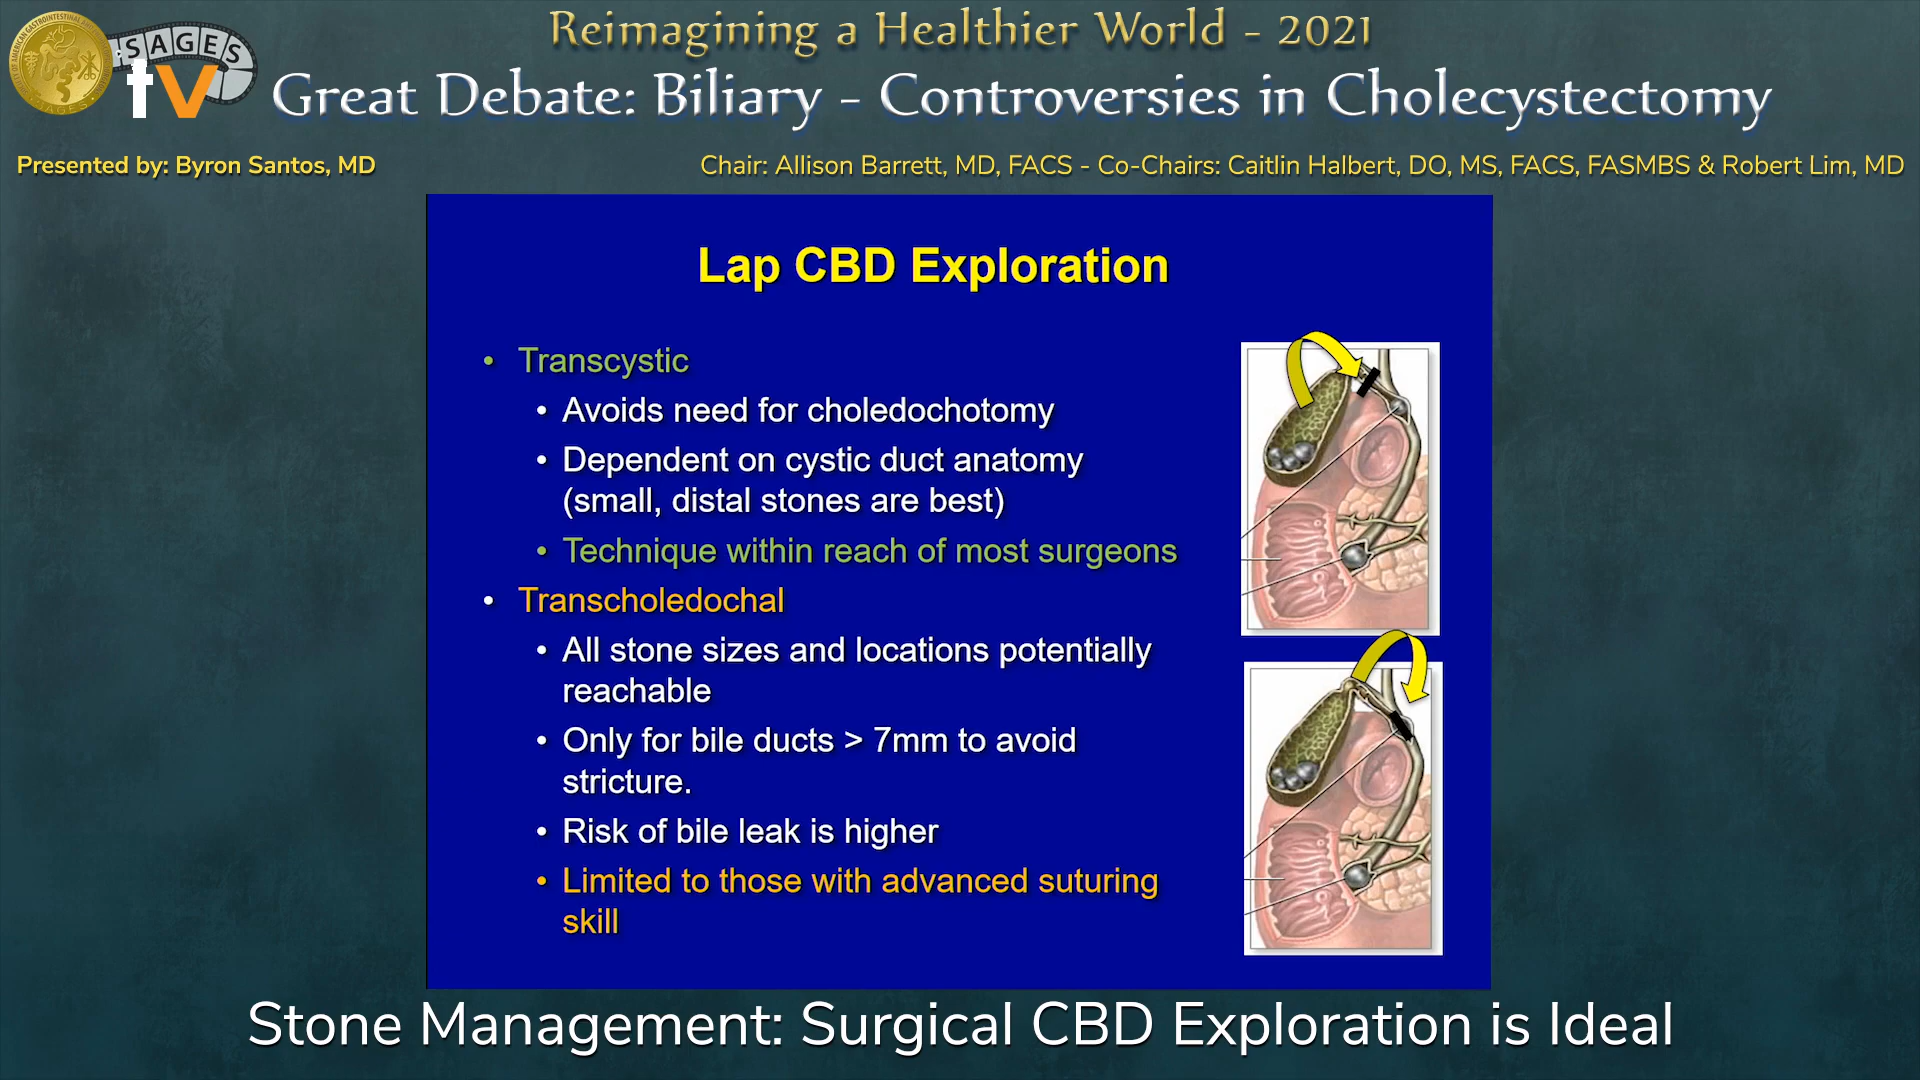 SAGES
tv
Reimagining a Healthier World - 2021
Great Debate: Biliary - Controversies in Cholecystectomy
Presented by: Byron Santos, MD
Chair: Allison Barrett, MD, FACS - Co-Chairs: Caitlin Halbert, DO, MS, FACS, FASMBS & Robert Lim, MD
Lap CBD Exploration
• Transcystic
• Avoids need for choledochotomy
• Dependent on cystic duct anatomy
(small, distal stones are best)
• Technique within reach of most surgeons
• Transcholedochal
• All stone sizes and locations potentially
reachable
• Only for bile ducts > 7mm to avoid
stricture.
• Risk of bile leak is higher
• Limited to those with advanced suturing
skill
Stone Management: Surgical CBD Exploration is Ideal